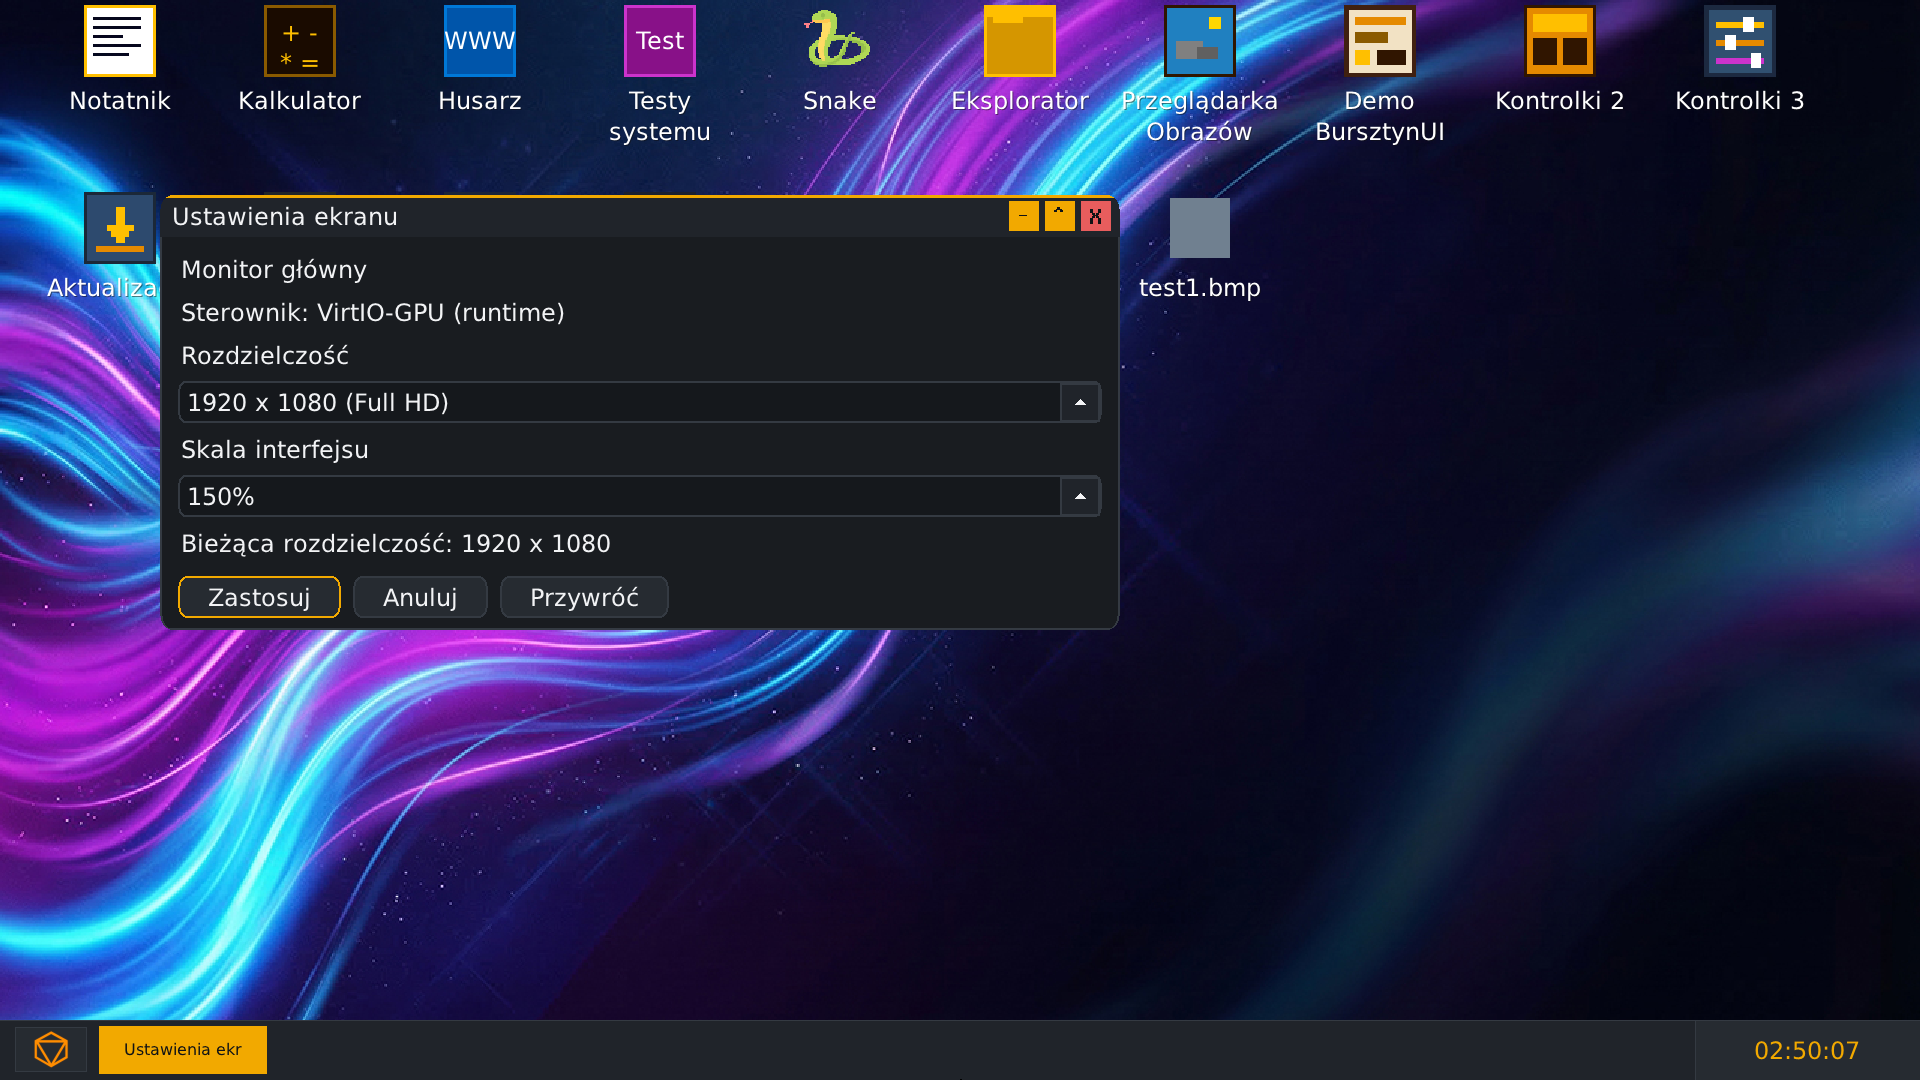 + -
* =
WWW
Test
Notatnik
Kalkulator
Husarz
Testy
systemu
Snake
Eksplorator
Przeglądarka
Obrazów
Demo
BursztynUI
Kontrolki 2
Kontrolki 3
Aktualiza
test1.bmp
Ustawienia ekranu
- ^ X
Monitor główny
Sterownik: VirtIO-GPU (runtime)
Rozdzielczość
1920 x 1080 (Full HD)
Skala interfejsu
150%
Bieżąca rozdzielczość: 1920 x 1080
Zastosuj Anuluj Przywróć
Ustawienia ekr
02:50:07